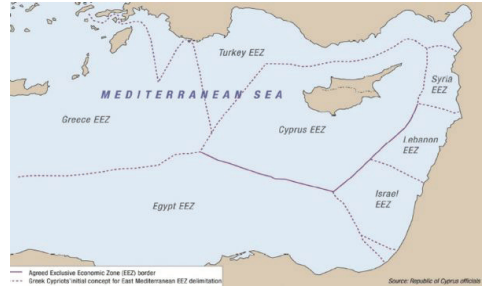 Turkey EEZ
MEDITERRANEAN SEA
Syria
EEZ
Greece EEZ
Cyprus EEZ
Lebanon
EEZ
Israel
EEZ
Egypt EEZ
Agreed Exclusive Economic Zone (EEZ) border
Greek Cypriots' initial concept for East Mediterranean EEZ delimitation
Source: Republic of Cyprus officials